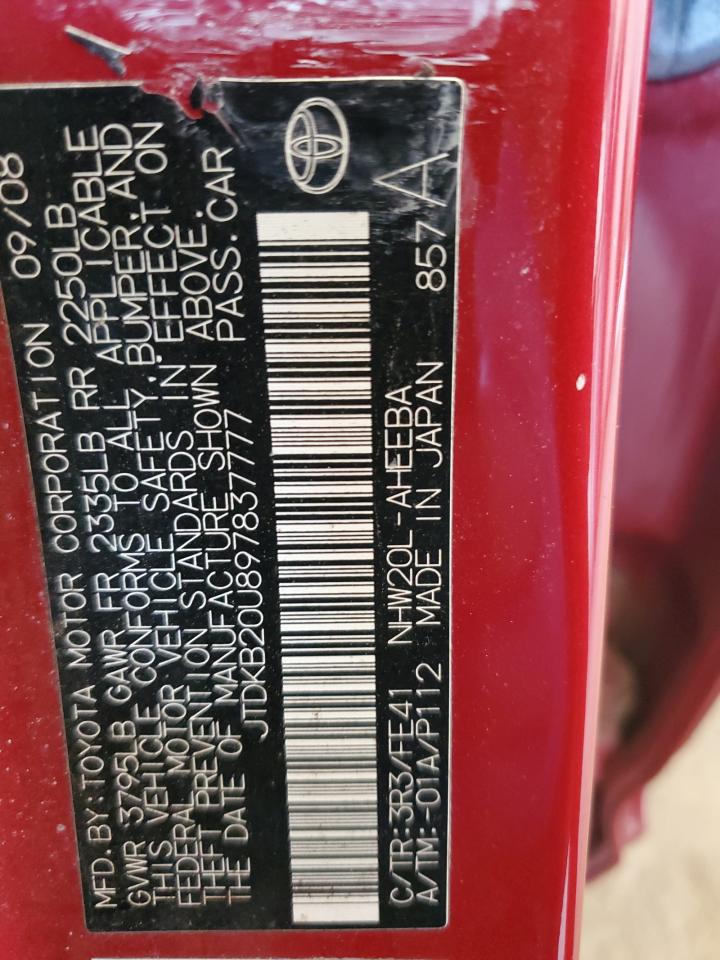 MFD. BY: TOYOTA MOTOR CORPORATION 09/08
GVWR 3795LB GAWR FR 2335LB RR 2250LB
THIS VEHICLE CONFORMS TO ALL APPLICABLE
FEDERAL MOTOR VEHICLE SAFETY, BUMPER, AND
THEFT PREVENTION STANDARDS IN EFFECT ON
THE DATE OF MANUFACTURE SHOWN ABOVE.
JTDKB20U897837777 PASS. CAR
C/TR:3R3/FE41 NHW20L-AHEEBA
A/TM:-01A/P112 MADE IN JAPAN 857 A